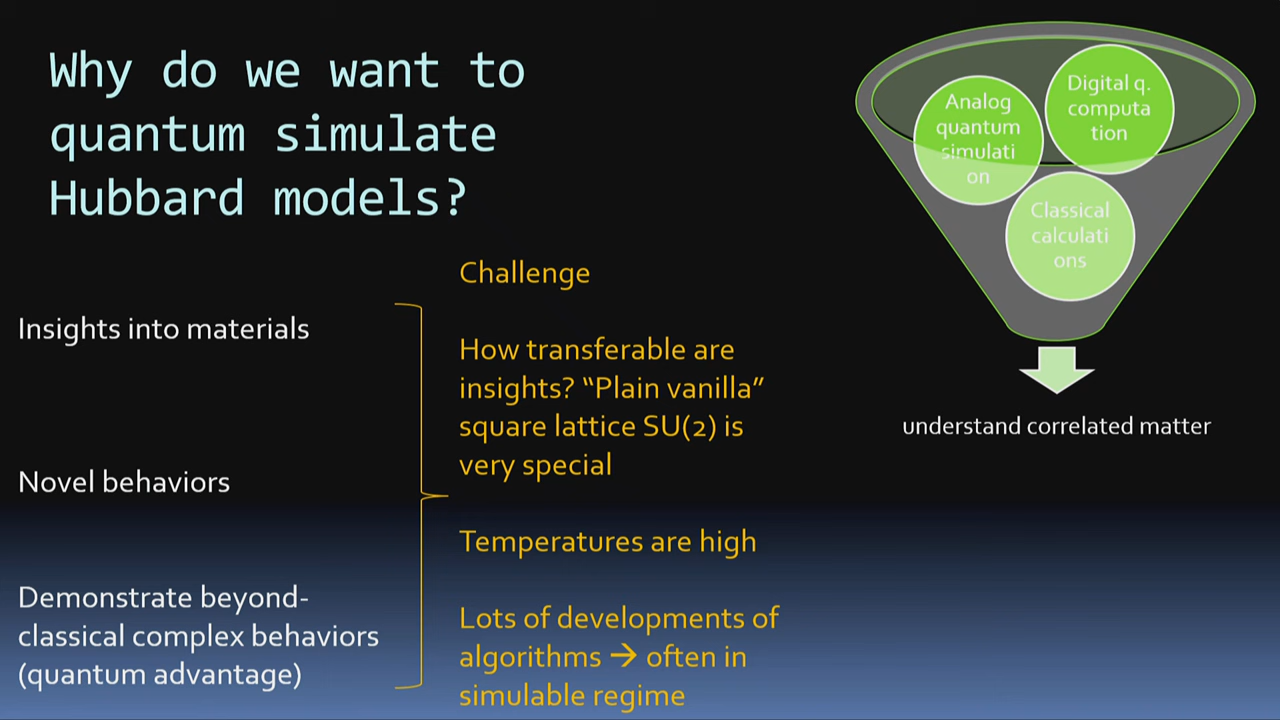 Why do we want to
quantum simulate
Hubbard models?
Insights into materials
Novel behaviors
Demonstrate beyond-
classical complex behaviors
(quantum advantage)
Challenge
How transferable are
insights? “Plain vanilla”
square lattice SU(2) is
very special
Temperatures are high
Lots of developments of
algorithms → often in
simulable regime
Analog
quantum
simulati
on
Digital q.
computa
tion
Classical
calculati
ons
understand correlated matter